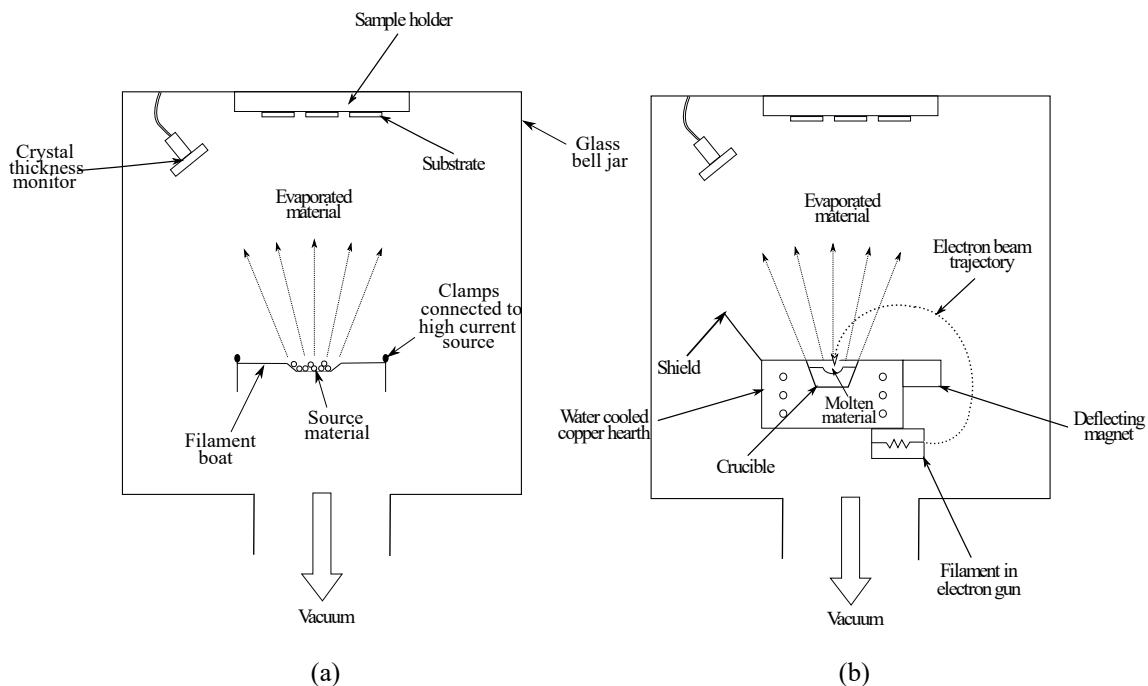 Sample holder
Crystal
thickness
monitor
Substrate
Glass
bell jar
Evaporated
material
Clamps
connected to
high current
source
Source
material
Filament
boat
Vacuum
(a)
Evaporated
material
Electron beam
trajectory
Shield
Water cooled
copper hearth
Molten
material
Crucible
Deflecting
magnet
Filament in
electron gun
Vacuum
(b)